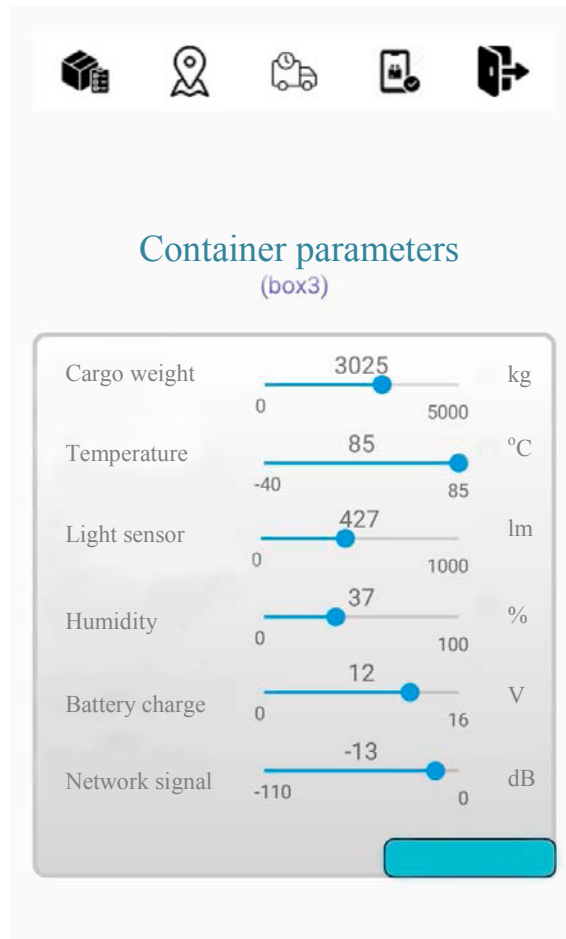 Container parameters
(box3)
Cargo weight 3025 kg
0 5000
Temperature 85 °C
-40 85
Light sensor 427 lm
0 1000
Humidity 37 %
0 100
Battery charge 12 V
0 16
Network signal -13 dB
-110 0